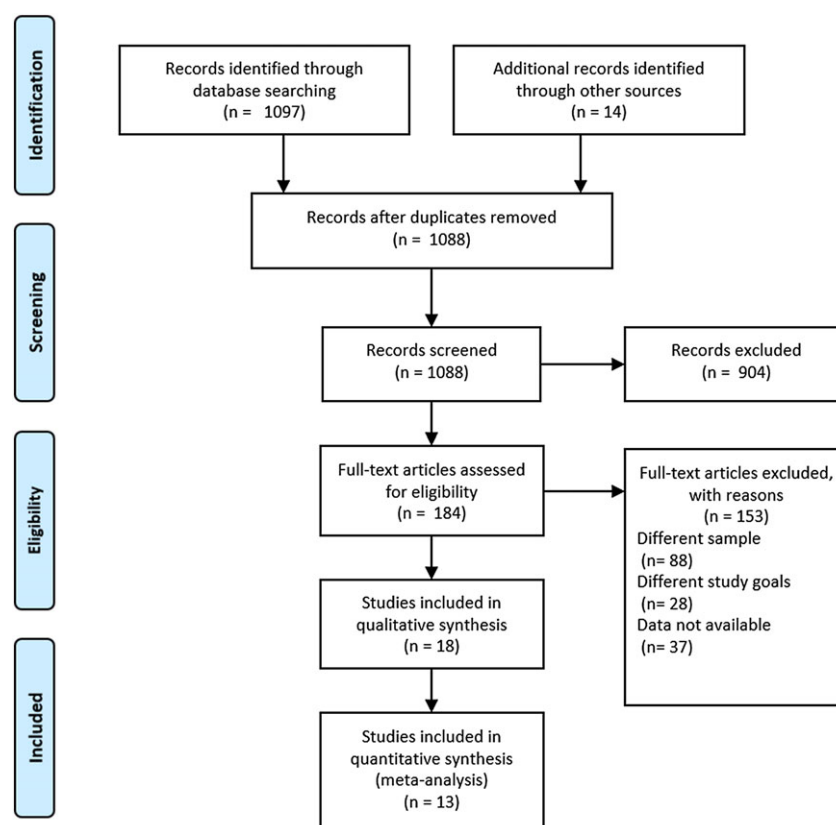 Identification
Records identified through
database searching
(n = 1097)
Additional records identified
through other sources
(n = 14)
Records after duplicates removed
(n = 1088)
Screening
Records screened
(n = 1088)
Records excluded
(n = 904)
Eligibility
Full-text articles assessed
for eligibility
(n = 184)
Full-text articles excluded,
with reasons
(n = 153)
Different sample
(n= 88)
Different study goals
(n= 28)
Data not available
(n= 37)
Studies included in
qualitative synthesis
(n = 18)
Included
Studies included in
quantitative synthesis
(meta-analysis)
(n = 13)